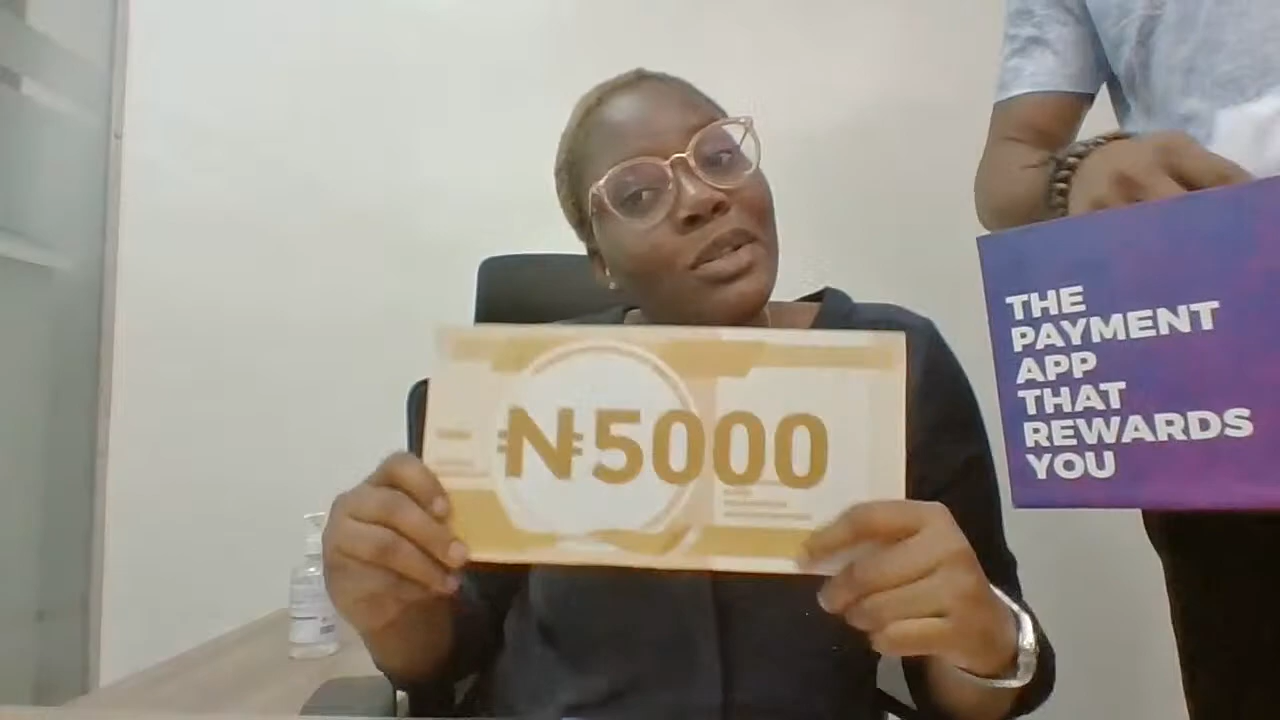 ₦5000
THE
PAYMENT
APP
THAT
REWARDS
YOU